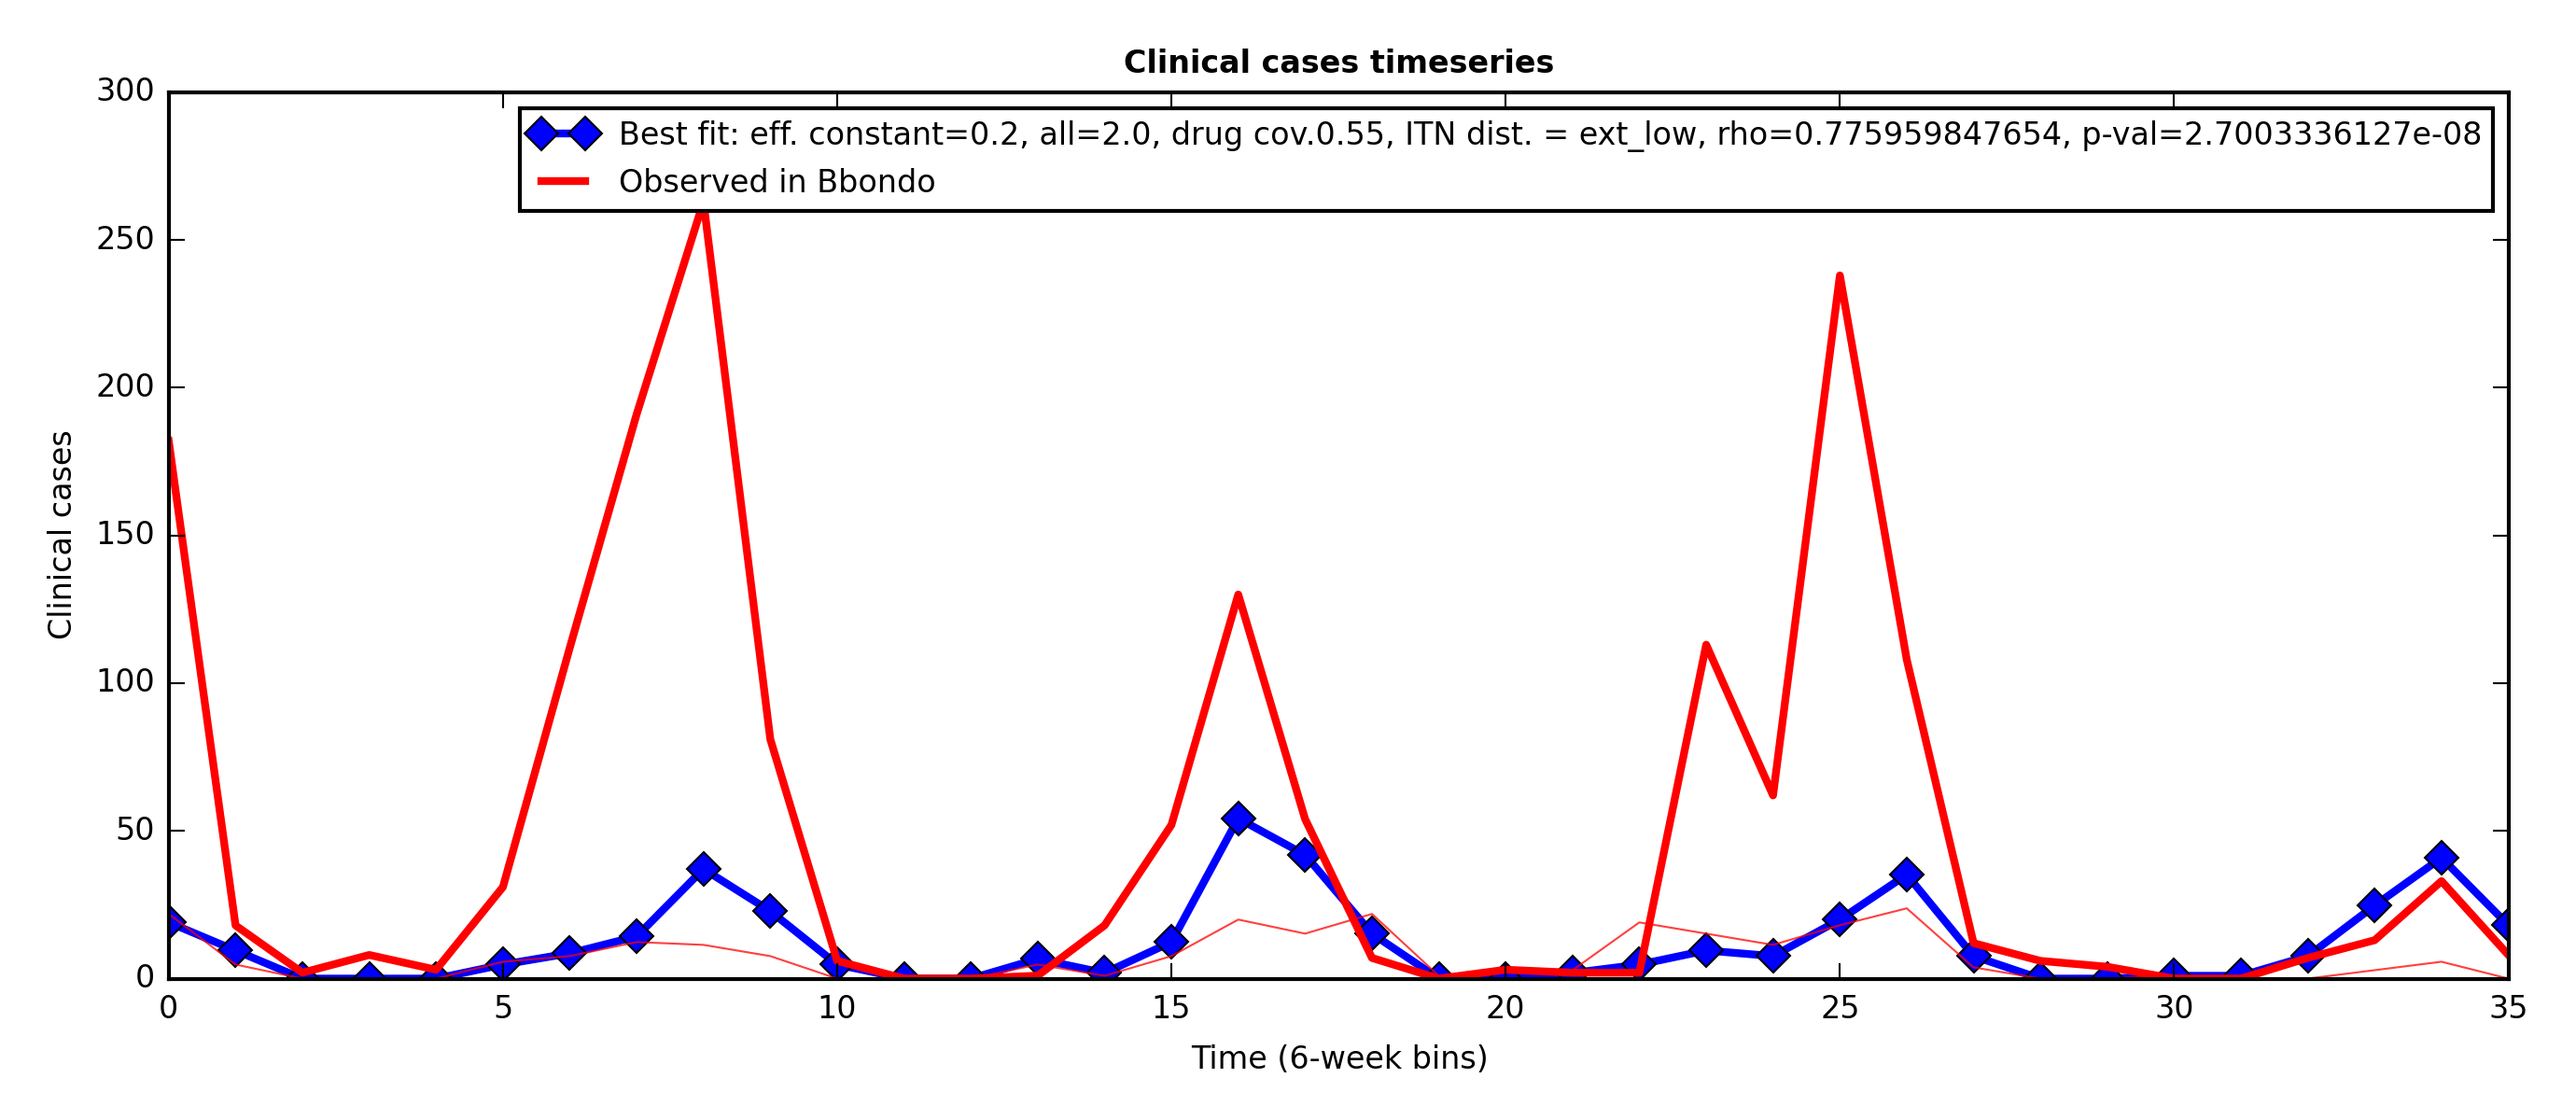 Clinical cases timeseries
300
250
200
150
100
50
0
Clinical cases
Best fit: eff. constant=0.2, all=2.0, drug cov.0.55, ITN dist. = ext_low, rho=0.775959847654, p-val=2.7003336127e-08
Observed in Bbondo
0 5 10 15 20 25 30 35
Time (6-week bins)